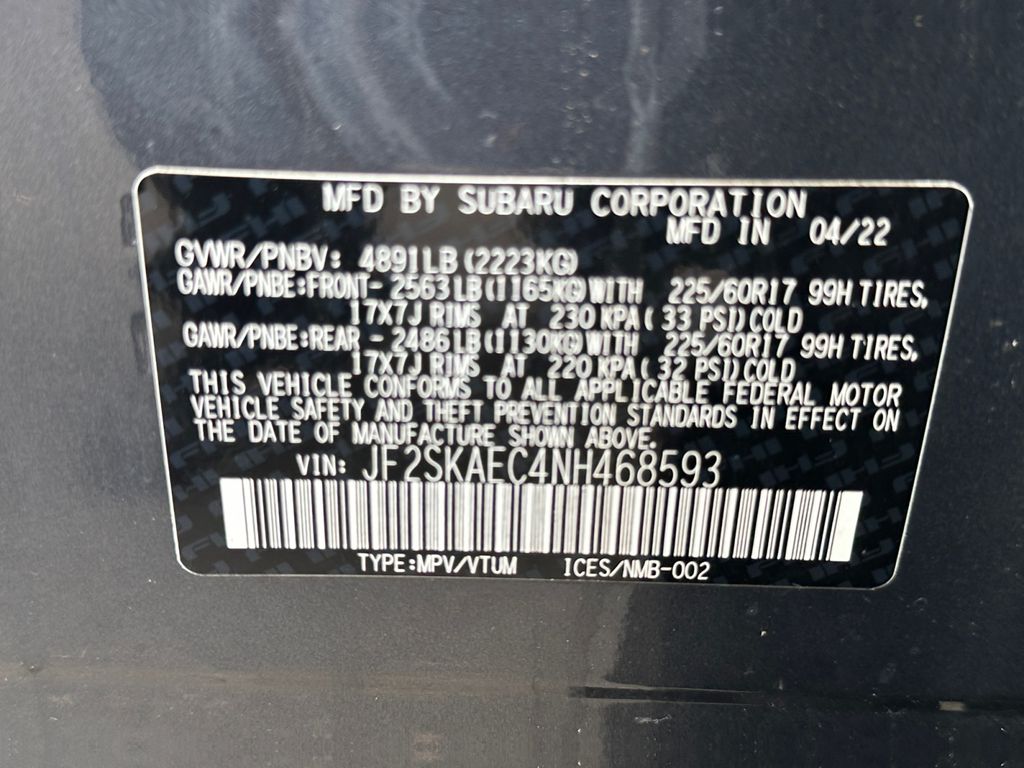 MFD BY SUBARU CORPORATION
MFD IN 04/22
GVWR/PNBV: 4891LB(2223KG)
GAWR/PNBE:FRONT- 2563LB(1165KG)WITH 225/60R17 99H TIRES,
17X7J RIMS AT 230 KPA( 33 PSI)COLD
GAWR/PNBE:REAR - 2486LB(1130KG)WITH 225/60R17 99H TIRES,
17X7J RIMS AT 220 KPA( 32 PSI)COLD
THIS VEHICLE CONFORMS TO ALL APPLICABLE FEDERAL MOTOR
VEHICLE SAFETY AND THEFT PREVENTION STANDARDS IN EFFECT ON
THE DATE OF MANUFACTURE SHOWN ABOVE.
VIN: JF2SKAEC4NH468593
TYPE:MPV/VTUM ICES/NMB-002